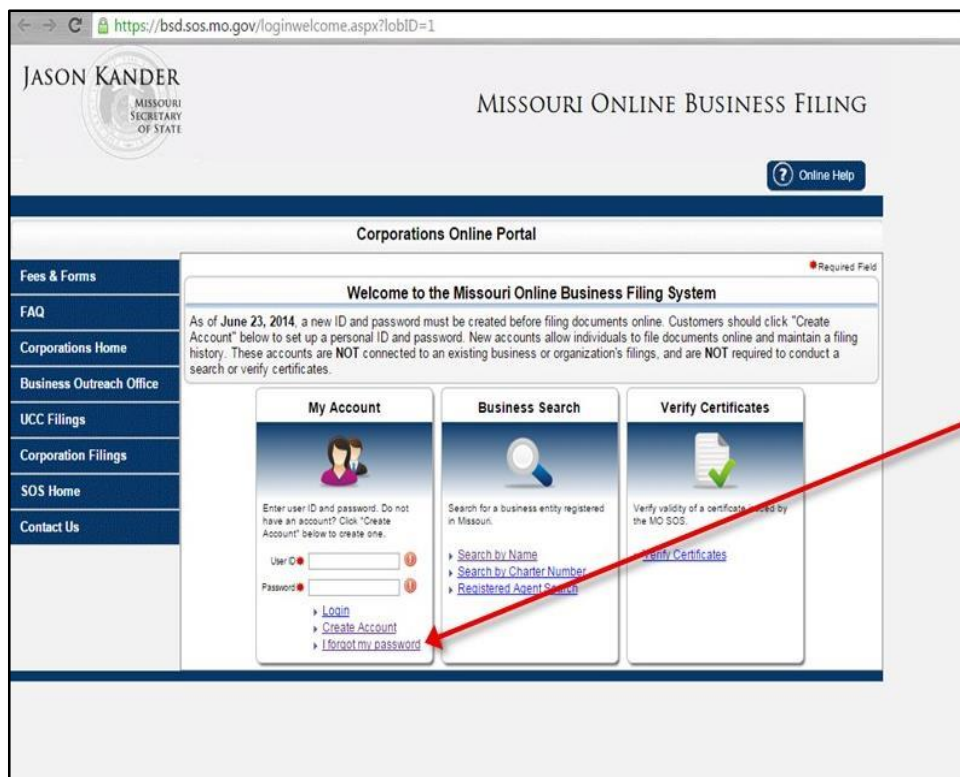 https://bsd.sos.mo.gov/loginwelcome.aspx?lobID=1
JASON KANDER
MISSOURI
SECRETARY
OF STATE
MISSOURI ONLINE BUSINESS FILING
? Online Help
Corporations Online Portal
Required Field
Fees & Forms
FAQ
Corporations Home
Business Outreach Office
UCC Filings
Corporation Filings
SOS Home
Contact Us
Welcome to the Missouri Online Business Filing System
As of June 23, 2014, a new ID and password must be created before filing documents online. Customers should click "Create
Account" below to set up a personal ID and password. New accounts allow individuals to file documents online and maintain a filing
history. These accounts are NOT connected to an existing business or organization's filings, and are NOT required to conduct a
search or verify certificates.
My Account
Enter user ID and password. Do not
have an account? Click "Create
Account" below to create one.
User ID
Password
Login
Create Account
I forgot my password
Business Search
Search for a business entity registered
in Missouri.
Search by Name
Search by Charter Number
Registered Agent Search
Verify Certificates
Verify validity of a certificate issued by
the MO SOS.
Verify Certificates